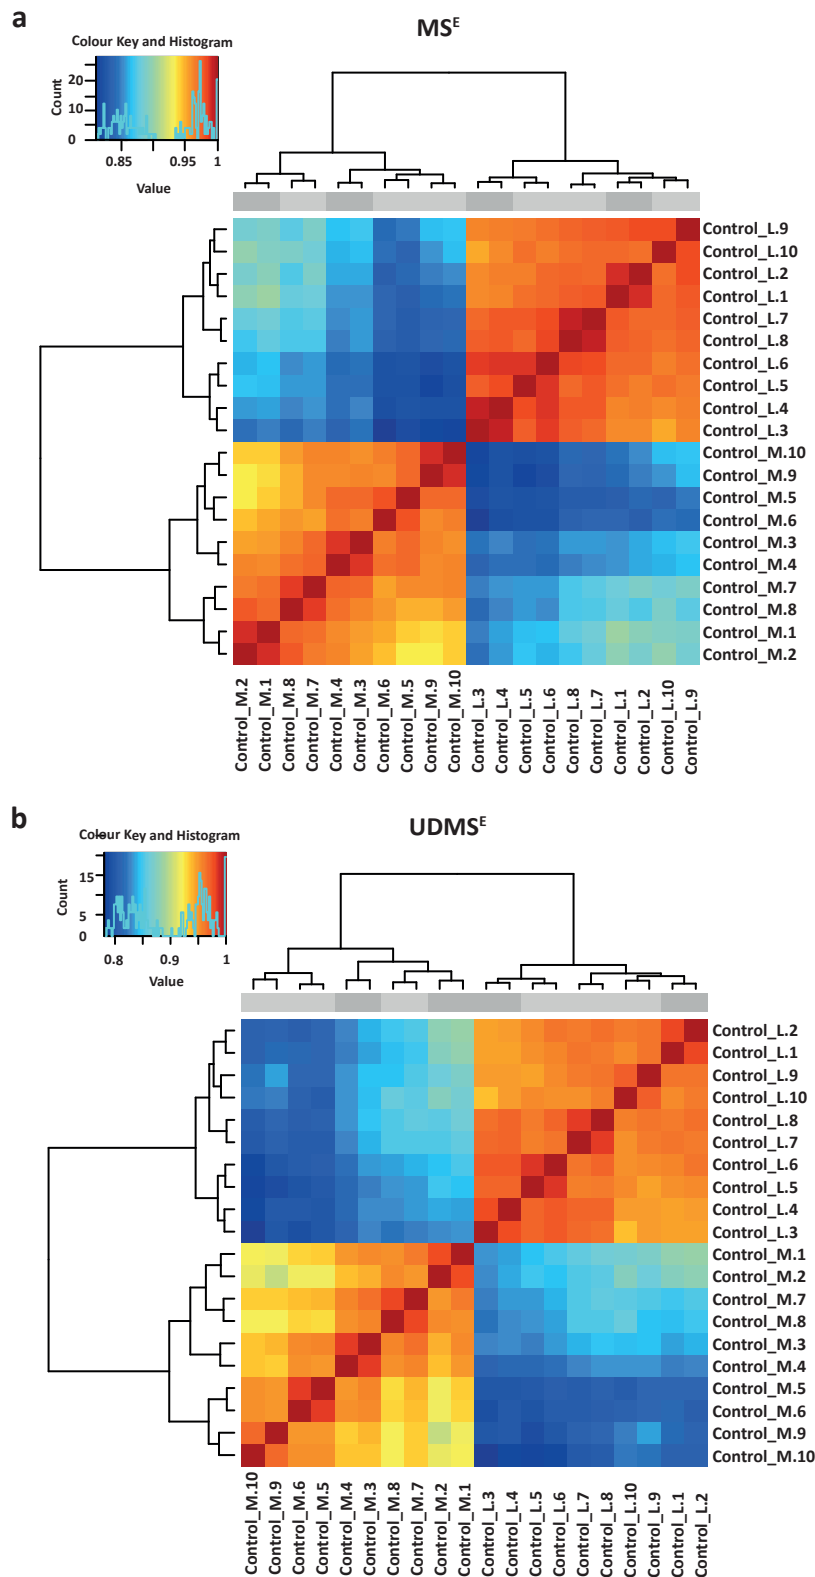 a
MS^E
Colour Key and Histogram
Count
20
10
0
0.85
0.95
1
Value
Control_L.9
Control_L.10
Control_L.2
Control_L.1
Control_L.7
Control_L.8
Control_L.6
Control_L.5
Control_L.4
Control_L.3
Control_M.10
Control_M.9
Control_M.5
Control_M.6
Control_M.3
Control_M.4
Control_M.7
Control_M.8
Control_M.1
Control_M.2
Control_M.2
Control_M.1
Control_M.8
Control_M.7
Control_M.4
Control_M.3
Control_M.6
Control_M.5
Control_M.9
Control_M.10
Control_L.3
Control_L.4
Control_L.5
Control_L.6
Control_L.8
Control_L.7
Control_L.1
Control_L.2
Control_L.10
Control_L.9
b
UDMS^E
Colour Key and Histogram
Count
15
5
0
0.8
0.9
1
Value
Control_L.2
Control_L.1
Control_L.9
Control_L.10
Control_L.8
Control_L.7
Control_L.6
Control_L.5
Control_L.4
Control_L.3
Control_M.1
Control_M.2
Control_M.7
Control_M.8
Control_M.3
Control_M.4
Control_M.5
Control_M.6
Control_M.9
Control_M.10
Control_M.10
Control_M.9
Control_M.6
Control_M.5
Control_M.4
Control_M.3
Control_M.8
Control_M.7
Control_M.2
Control_M.1
Control_L.3
Control_L.4
Control_L.5
Control_L.6
Control_L.7
Control_L.8
Control_L.10
Control_L.9
Control_L.1
Control_L.2